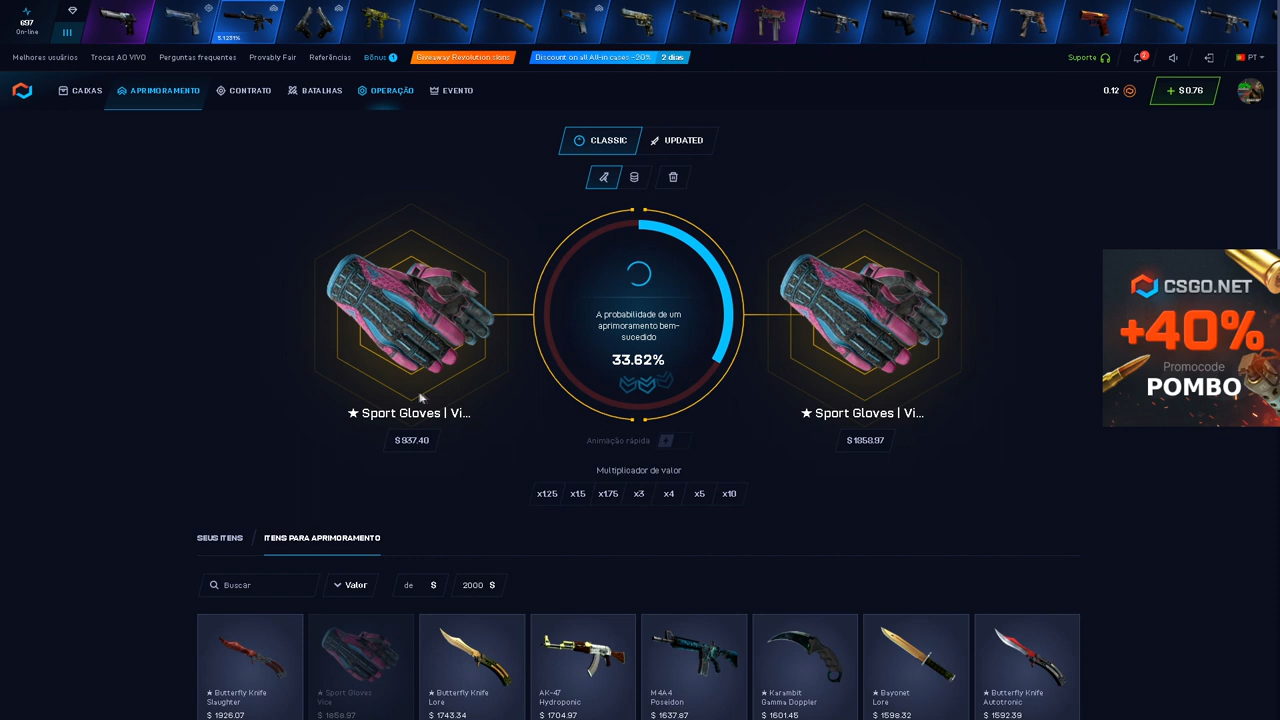 697
On-line
5.1231%
Melhores usuários
Trocas AO VIVO
Perguntas frequentes
Provably Fair
Referências
Bônus
Giveaway Revolution skins
Discount on all All-in cases -20%
2 dias
Suporte
PT
CAIXAS
APRIMORAMENTO
CONTRATO
BATALHAS
OPERAÇÃO
EVENTO
0.12
+ $0.76
CLASSIC
UPDATED
A probabilidade de um
aprimoramento bem-
sucedido
33.62%
★ Sport Gloves | Vi...
$ 937.40
★ Sport Gloves | Vi...
$ 1858.97
CSGO.NET
+40%
Promocode
POMBO
Animação rápida
Multiplicador de valor
x1.25
x1.5
x1.75
x3
x4
x5
x10
SEUS ITENS
ITENS PARA APRIMORAMENTO
Buscar
Valor
de $
2000 $
★ Butterfly Knife
Slaughter
$ 1926.07
★ Sport Gloves
Vice
$ 1858.97
★ Butterfly Knife
Lore
$ 1743.34
AK-47
Hydroponic
$ 1704.97
M4A4
Poseidon
$ 1637.87
★ Karambit
Gamma Doppler
$ 1601.45
★ Bayonet
Lore
$ 1598.32
★ Butterfly Knife
Autotronic
$ 1592.39